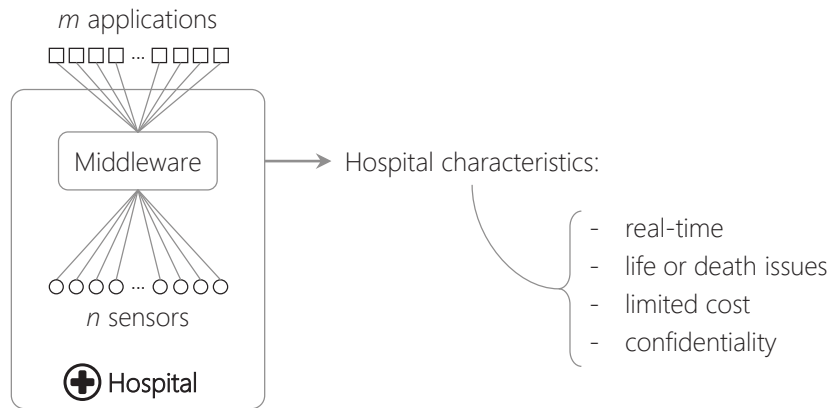 m applications
...
Middleware
...
n sensors
Hospital
Hospital characteristics:
- real-time
- life or death issues
- limited cost
- confidentiality